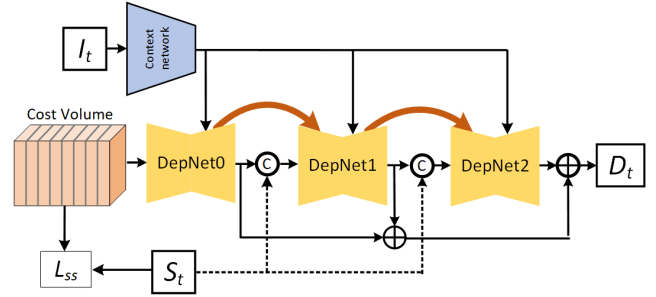 I_t
Context
network
Cost Volume
DepNet0
C
DepNet1
C
DepNet2
D_t
L_ss
S_t